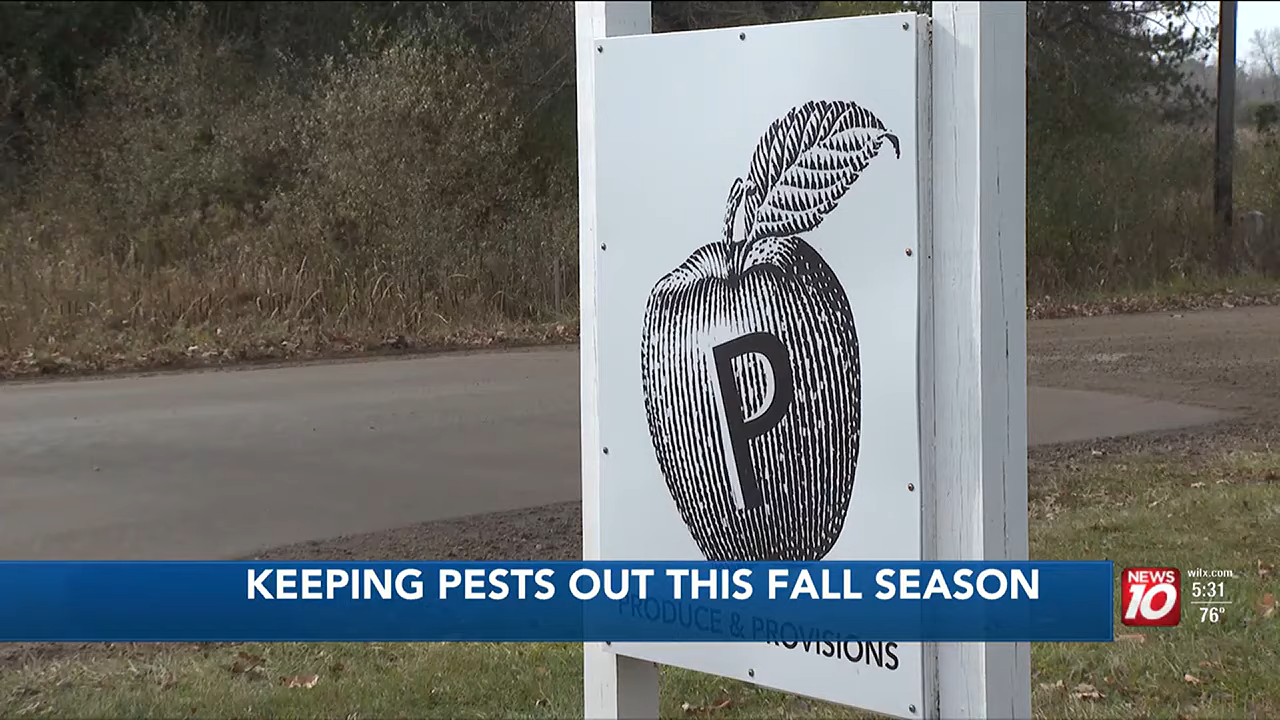 P
KEEPING PESTS OUT THIS FALL SEASON
PRODUCE & PROVISIONS
NEWS
10
wilx.com
5:31
76°